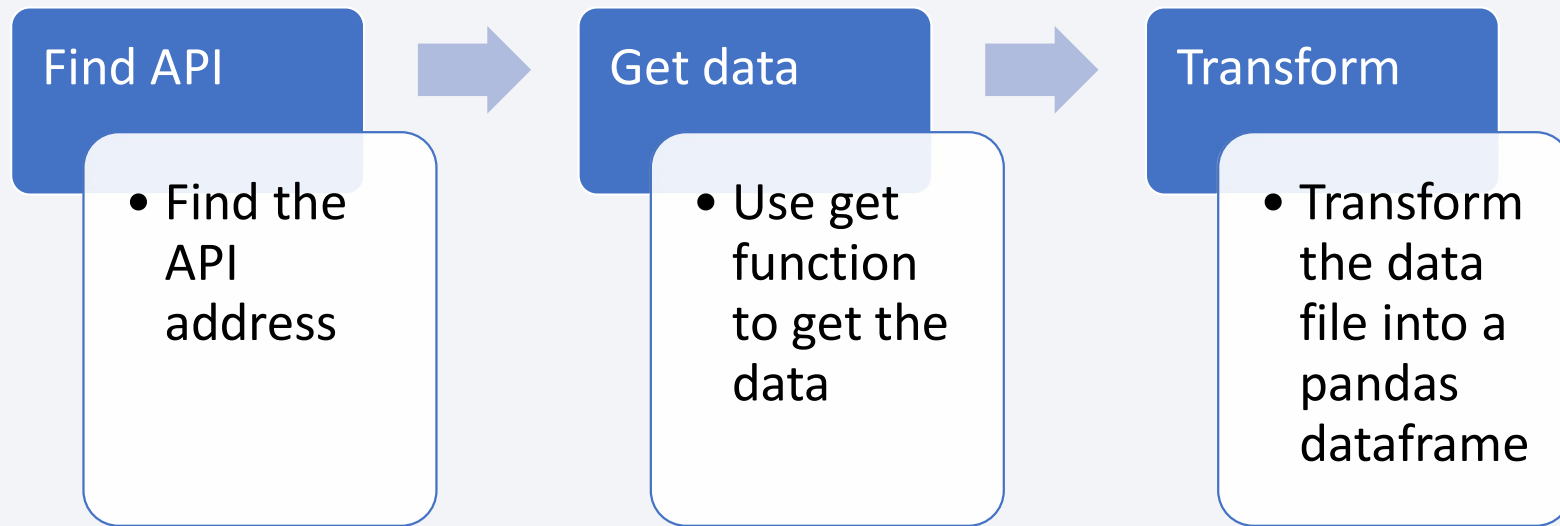 Find API
• Find the
API
address
Get data
• Use get
function
to get the
data
Transform
• Transform
the data
file into a
pandas
dataframe